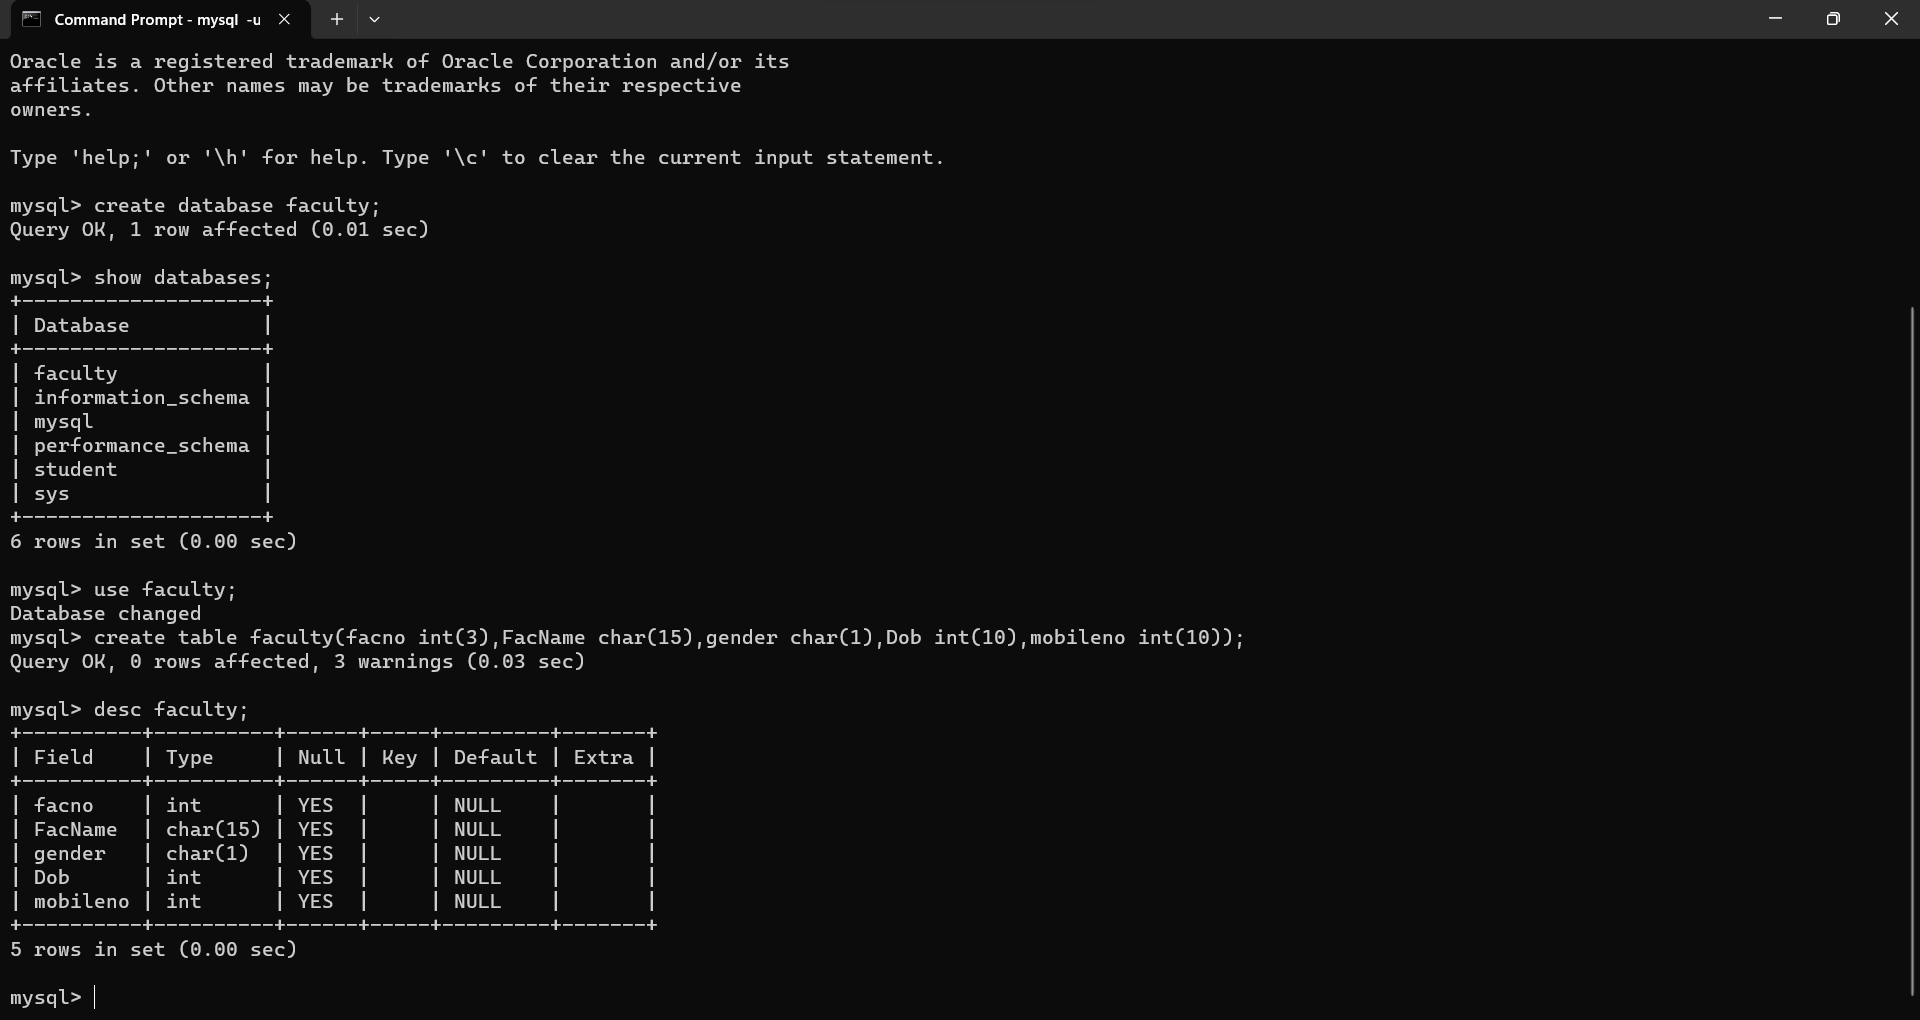 Command Prompt - mysql -u
Oracle is a registered trademark of Oracle Corporation and/or its
affiliates. Other names may be trademarks of their respective
owners.

Type 'help;' or '\h' for help. Type '\c' to clear the current input statement.

mysql> create database faculty;
Query OK, 1 row affected (0.01 sec)

mysql> show databases;
+--------------------+
| Database           |
+--------------------+
| faculty            |
| information_schema |
| mysql              |
| performance_schema |
| student            |
| sys                |
+--------------------+
6 rows in set (0.00 sec)

mysql> use faculty;
Database changed
mysql> create table faculty(facno int(3),FacName char(15),gender char(1),Dob int(10),mobileno int(10));
Query OK, 0 rows affected, 3 warnings (0.03 sec)

mysql> desc faculty;
+----------+----------+------+-----+---------+-------+
| Field    | Type     | Null | Key | Default | Extra |
+----------+----------+------+-----+---------+-------+
| facno    | int      | YES  |     | NULL    |       |
| FacName  | char(15) | YES  |     | NULL    |       |
| gender   | char(1)  | YES  |     | NULL    |       |
| Dob      | int      | YES  |     | NULL    |       |
| mobileno | int      | YES  |     | NULL    |       |
+----------+----------+------+-----+---------+-------+
5 rows in set (0.00 sec)

mysql>